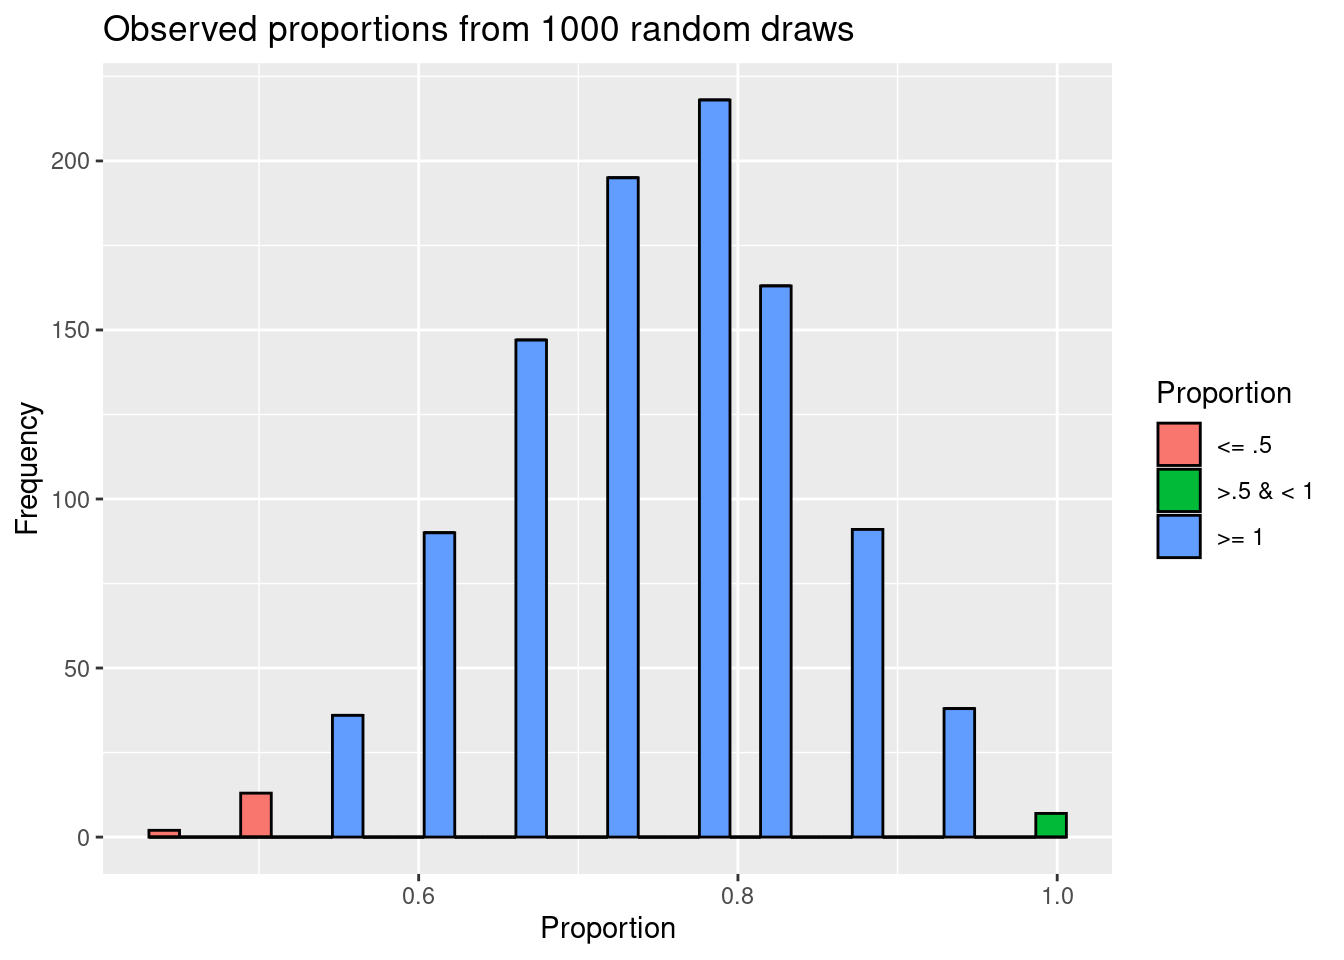 Observed proportions from 1000 random draws
200
150
100
50
0
Frequency
0.6
0.8
1.0
Proportion
Proportion
<= .5
>.5 & < 1
>= 1